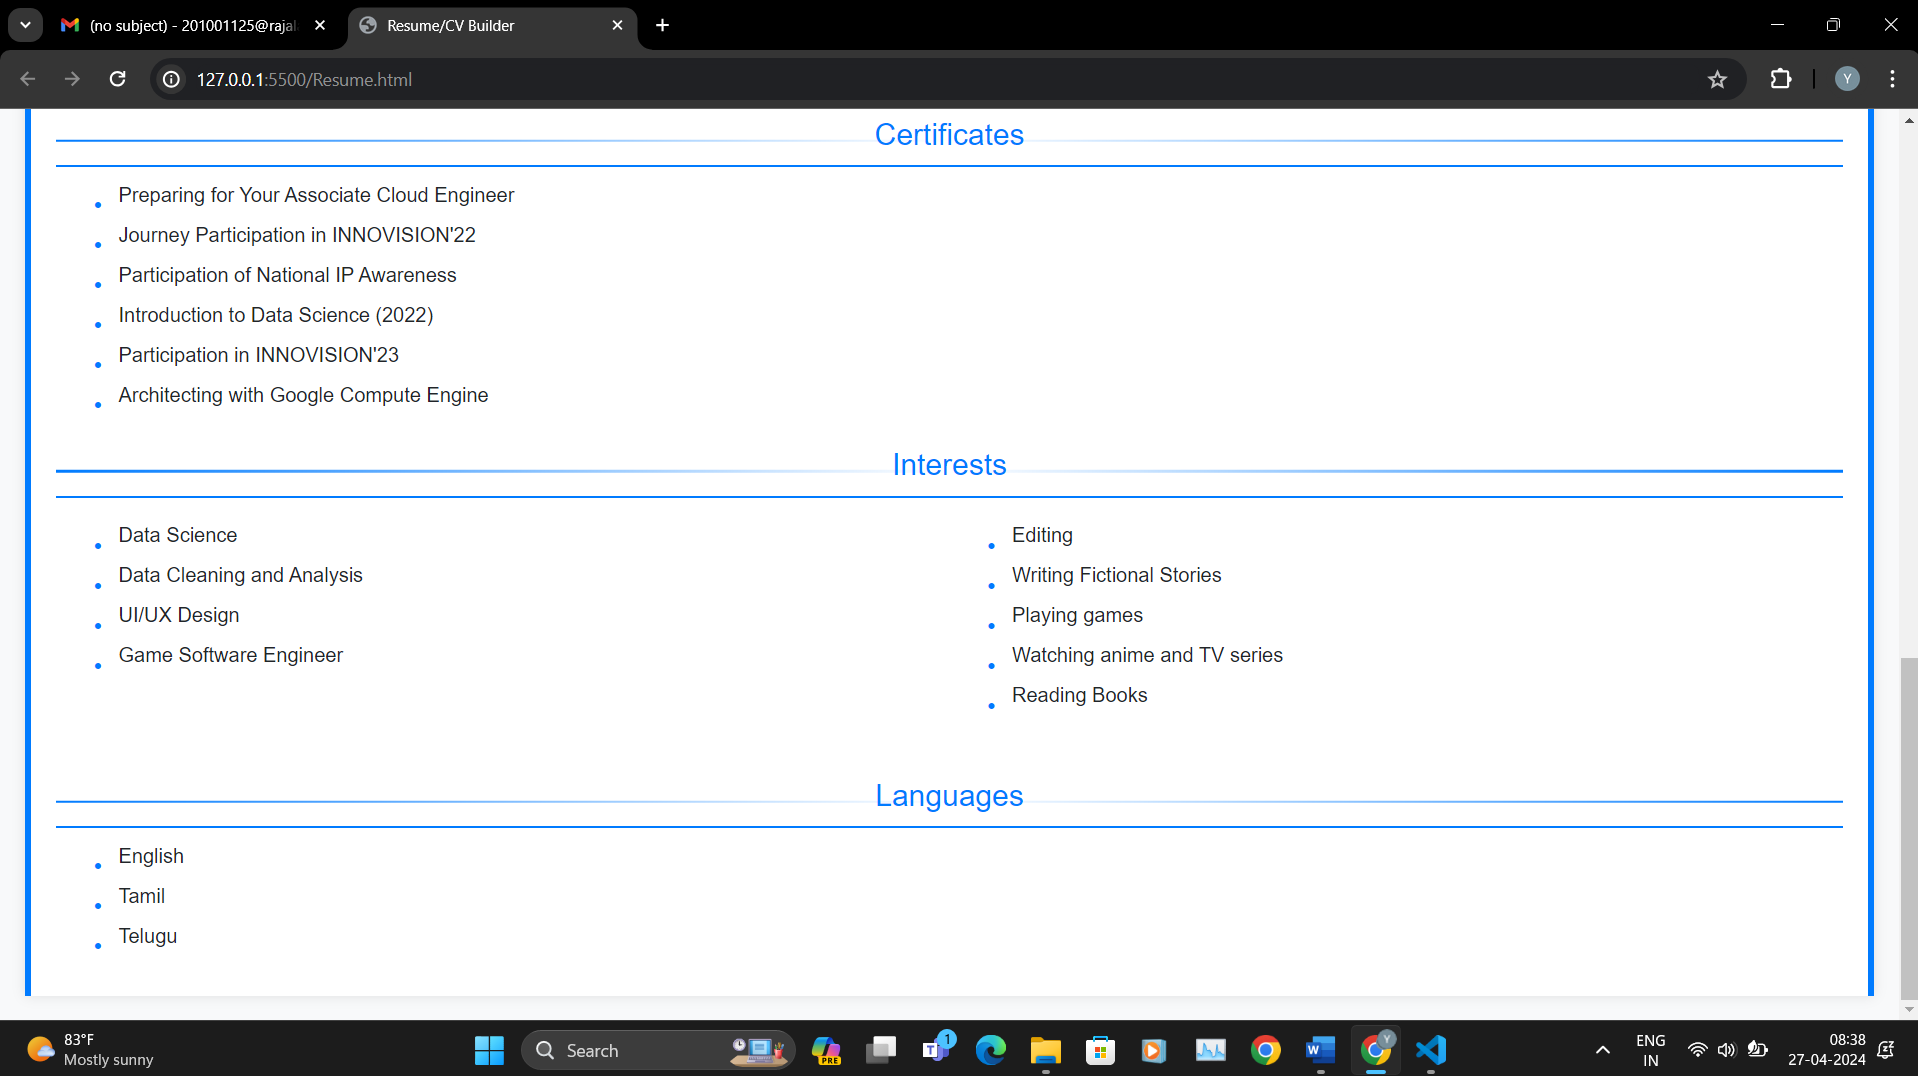 (no subject) - 201001125@rajal
Resume/CV Builder
127.0.0.1:5500/Resume.html
Y
Certificates
Preparing for Your Associate Cloud Engineer
Journey Participation in INNOVISION'22
Participation of National IP Awareness
Introduction to Data Science (2022)
Participation in INNOVISION'23
Architecting with Google Compute Engine
Interests
Data Science
Data Cleaning and Analysis
UI/UX Design
Game Software Engineer
Editing
Writing Fictional Stories
Playing games
Watching anime and TV series
Reading Books
Languages
English
Tamil
Telugu
83°F
Mostly sunny
Search
PRE
T
1
W
Y
ENG
IN
08:38
27-04-2024